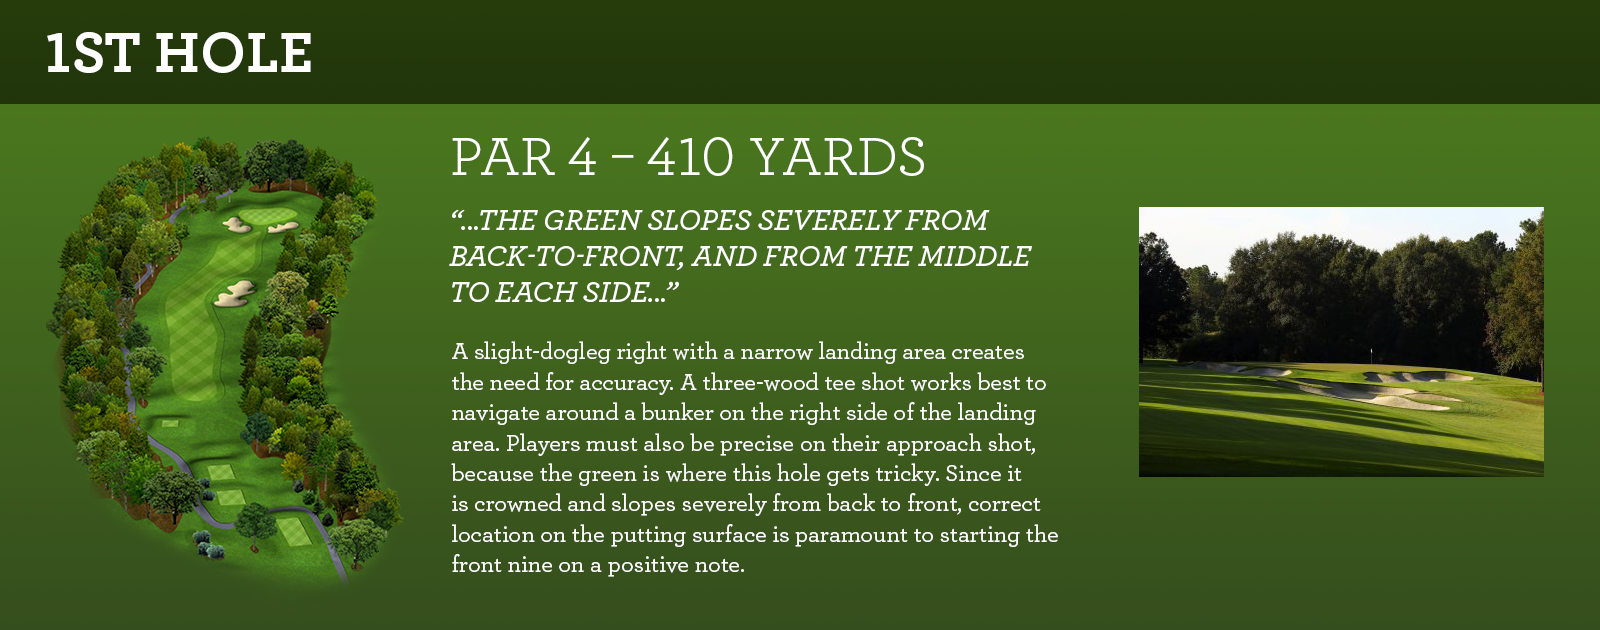 1ST HOLE
PAR 4 – 410 YARDS
“...THE GREEN SLOPES SEVERELY FROM
BACK-TO-FRONT, AND FROM THE MIDDLE
TO EACH SIDE...”
A slight-dogleg right with a narrow landing area creates
the need for accuracy. A three-wood tee shot works best to
navigate around a bunker on the right side of the landing
area. Players must also be precise on their approach shot,
because the green is where this hole gets tricky. Since it
is crowned and slopes severely from back to front, correct
location on the putting surface is paramount to starting the
front nine on a positive note.